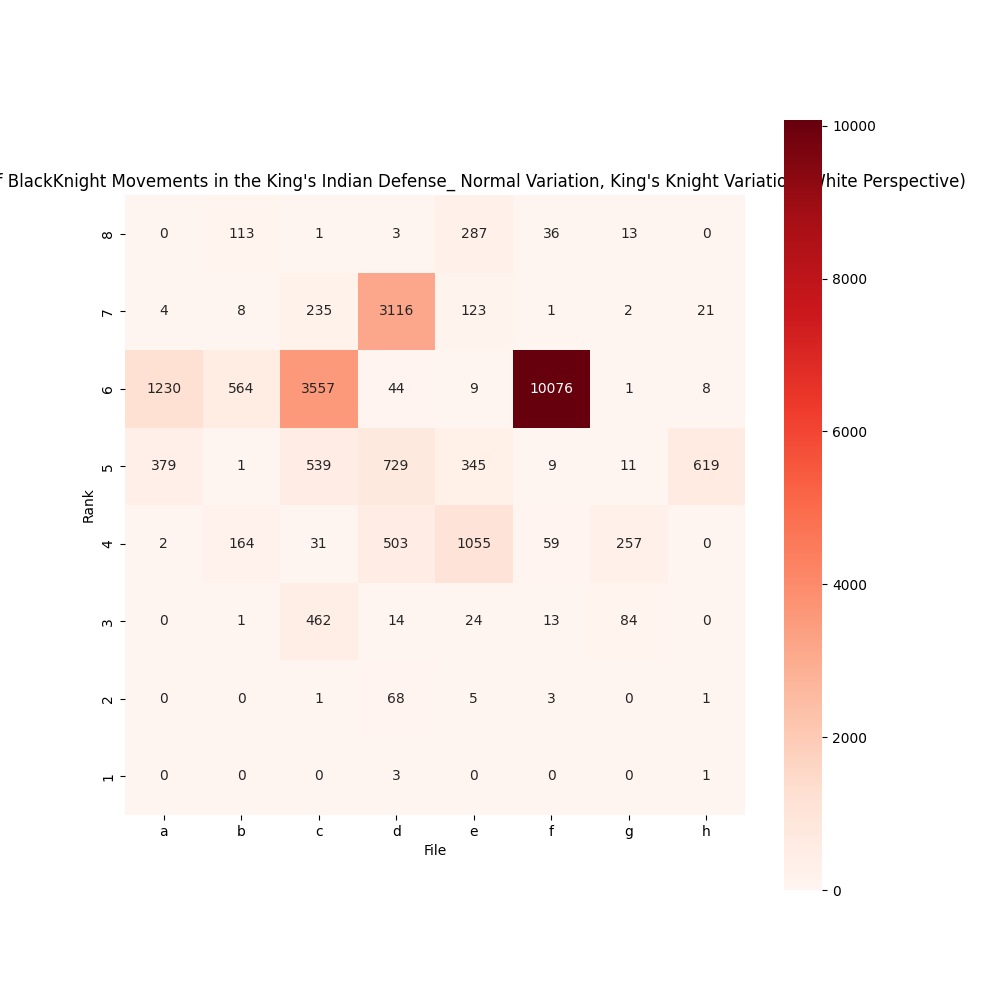 f BlackKnight Movements in the King's Indian Defense_ Normal Variation, King's Knight Variatio hite Perspective)
10000
8000
6000
4000
2000
0
Rank
8 0 113 1 3 287 36 13 0
7 4 8 235 3116 123 1 2 21
6 1230 564 3557 44 9 10076 1 8
5 379 1 539 729 345 9 11 619
4 2 164 31 503 1055 59 257 0
3 0 1 462 14 24 13 84 0
2 0 0 1 68 5 3 0 1
1 0 0 0 3 0 0 0 1
a b c d e f g h
File